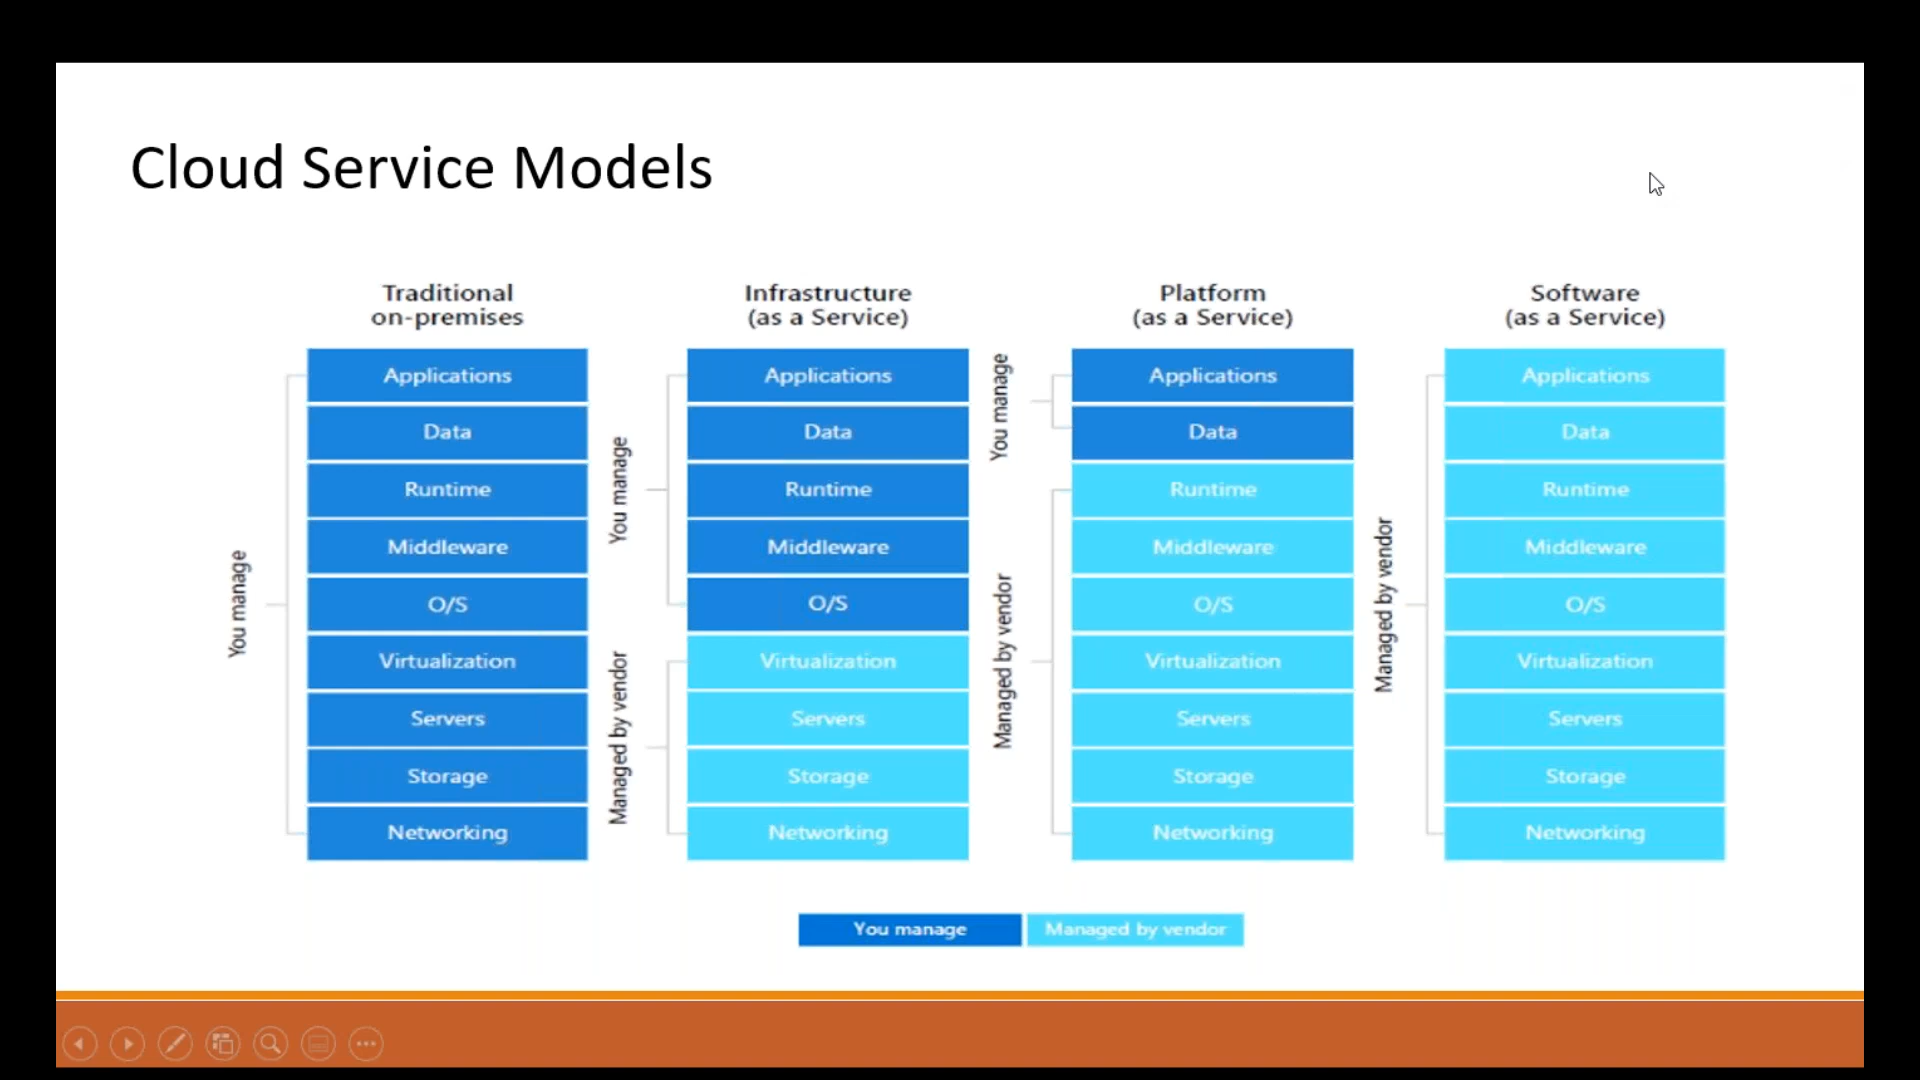 Cloud Service Models
Traditional
on-premises
You manage
Applications
Data
Runtime
Middleware
O/S
Virtualization
Servers
Storage
Networking
Infrastructure
(as a Service)
You manage
Managed by vendor
Applications
Data
Runtime
Middleware
O/S
Virtualization
Servers
Storage
Networking
Platform
(as a Service)
You manage
Managed by vendor
Applications
Data
Runtime
Middleware
O/S
Virtualization
Servers
Storage
Networking
Software
(as a Service)
Managed by vendor
Applications
Data
Runtime
Middleware
O/S
Virtualization
Servers
Storage
Networking
You manage
Managed by vendor